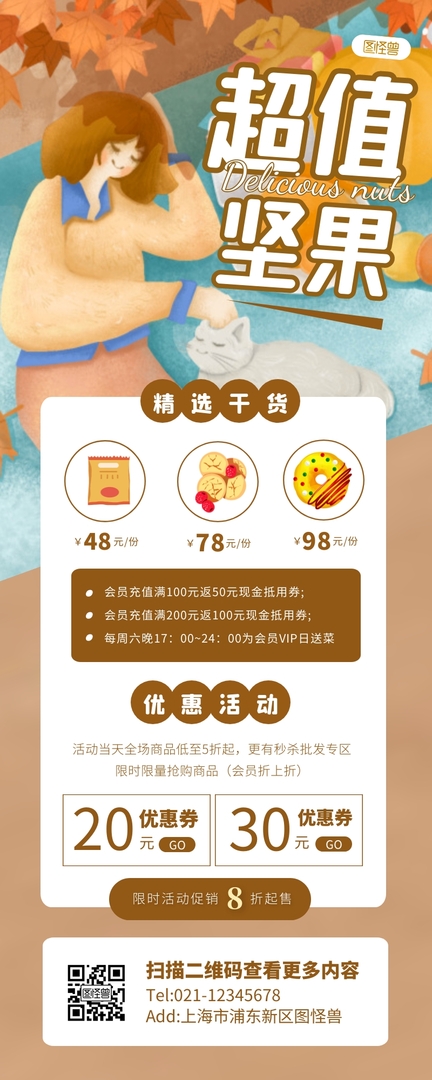 图怪兽
超值
Delicious nuts
坚果
精选干货
￥48元/份
￥78元/份
￥98元/份
会员充值满100元返50元现金抵用券;
会员充值满200元返100元现金抵用券;
每周六晚17：00~24：00为会员VIP日送菜
优惠活动
活动当天全场商品低至5折起，更有秒杀批发专区
限时限量抢购商品（会员折上折）
20元 优惠券 GO
30元 优惠券 GO
限时活动促销 8 折起售
图怪兽
扫描二维码查看更多内容
Tel:021-12345678
Add:上海市浦东新区图怪兽